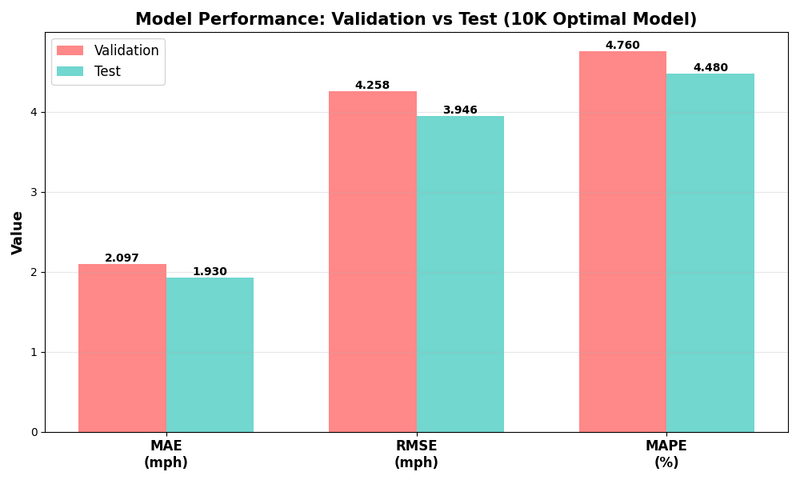 Model Performance: Validation vs Test (10K Optimal Model)
Validation
Test
Value
4
3
2
1
0
2.097
1.930
4.258
3.946
4.760
4.480
MAE
(mph)
RMSE
(mph)
MAPE
(%)